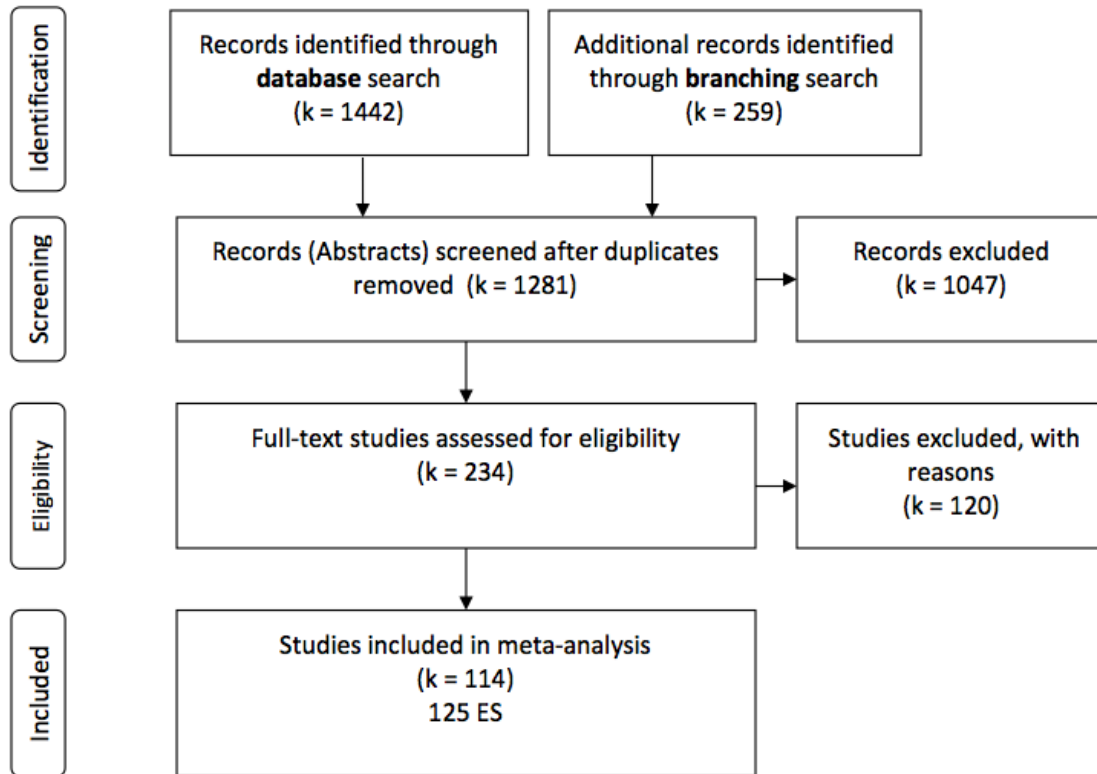 Identification
Records identified through
database search
(k = 1442)
Additional records identified
through branching search
(k = 259)
Screening
Records (Abstracts) screened after duplicates
removed (k = 1281)
Records excluded
(k = 1047)
Eligibility
Full-text studies assessed for eligibility
(k = 234)
Studies excluded, with
reasons
(k = 120)
Included
Studies included in meta-analysis
(k = 114)
125 ES